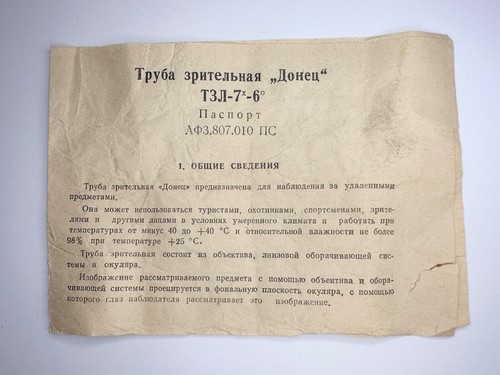 Труба зрительная „Донец“
ТЗЛ-7ˣ-6°
Паспорт
АФ3.807.010 ПС
1. ОБЩИЕ СВЕДЕНИЯ
Труба зрительная «Донец» предназначена для наблюдения за удаленными
предметами.
Она может использоваться туристами, охотниками, спортсменами, зрите-
лями и другими лицами в условиях умеренного климата и работать при
температурах от минус 40 до +40 °С и относительной влажности не более
98% при температуре +25 °С.
Труба зрительная состоит из объектива, линзовой оборачивающей сис-
темы и окуляра.
Изображение рассматриваемого предмета с помощью объектива и обора-
чивающей системы проецируется в фокальную плоскость окуляра, с помощью
которого глаз наблюдателя рассматривает это изображение.